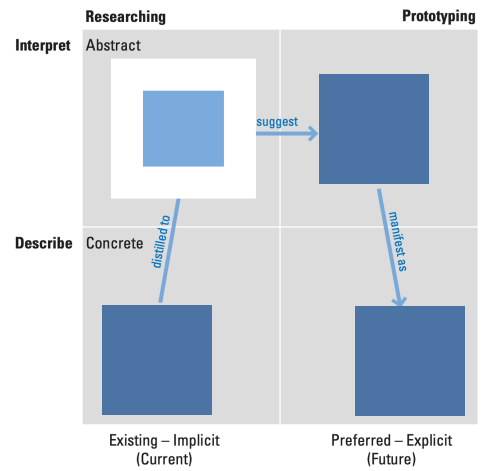 Researching
Prototyping
Interpret
Abstract
suggest
distilled to
manifest as
Describe
Concrete
Existing – Implicit
(Current)
Preferred – Explicit
(Future)